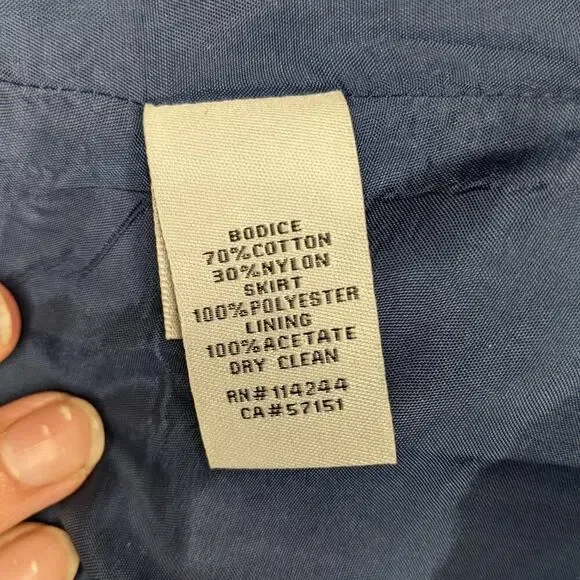 BODICE
70%COTTON
30%NYLON
SKIRT
100%POLYESTER
LINING
100%ACETATE
DRY CLEAN
RN#114244
CA#57151